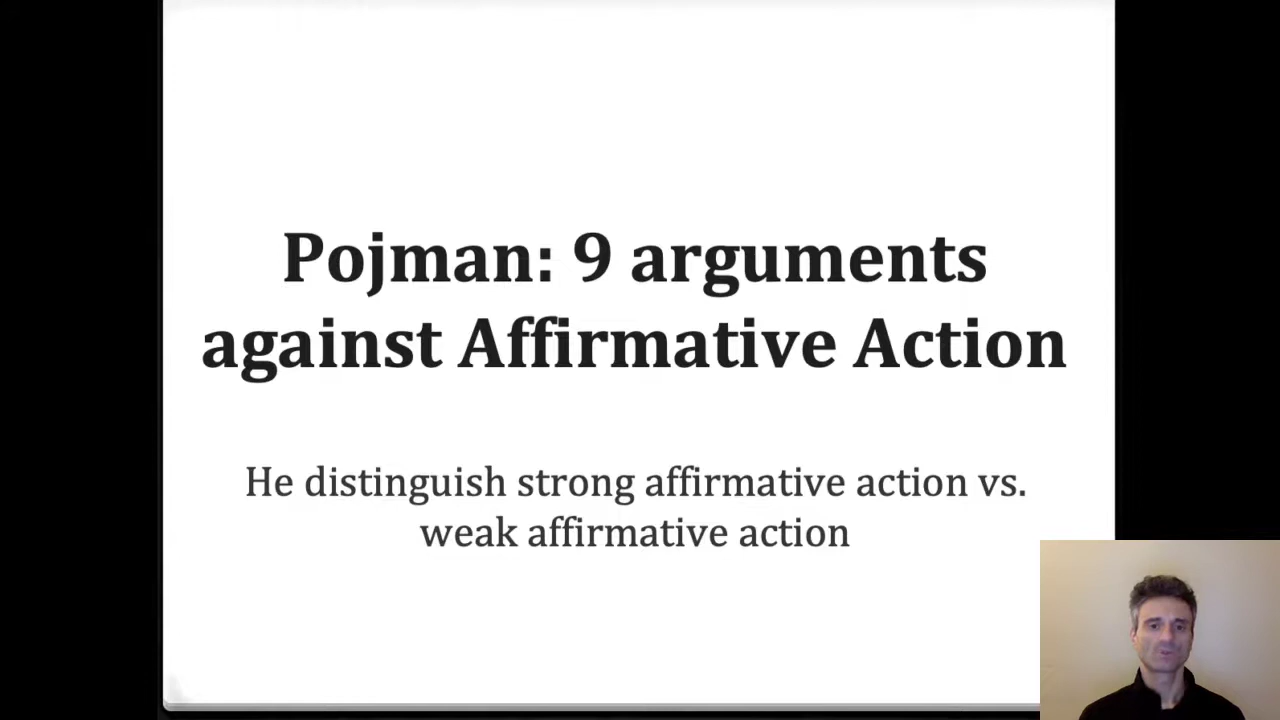 Pojman: 9 arguments
against Affirmative Action
He distinguish strong affirmative action vs.
weak affirmative action